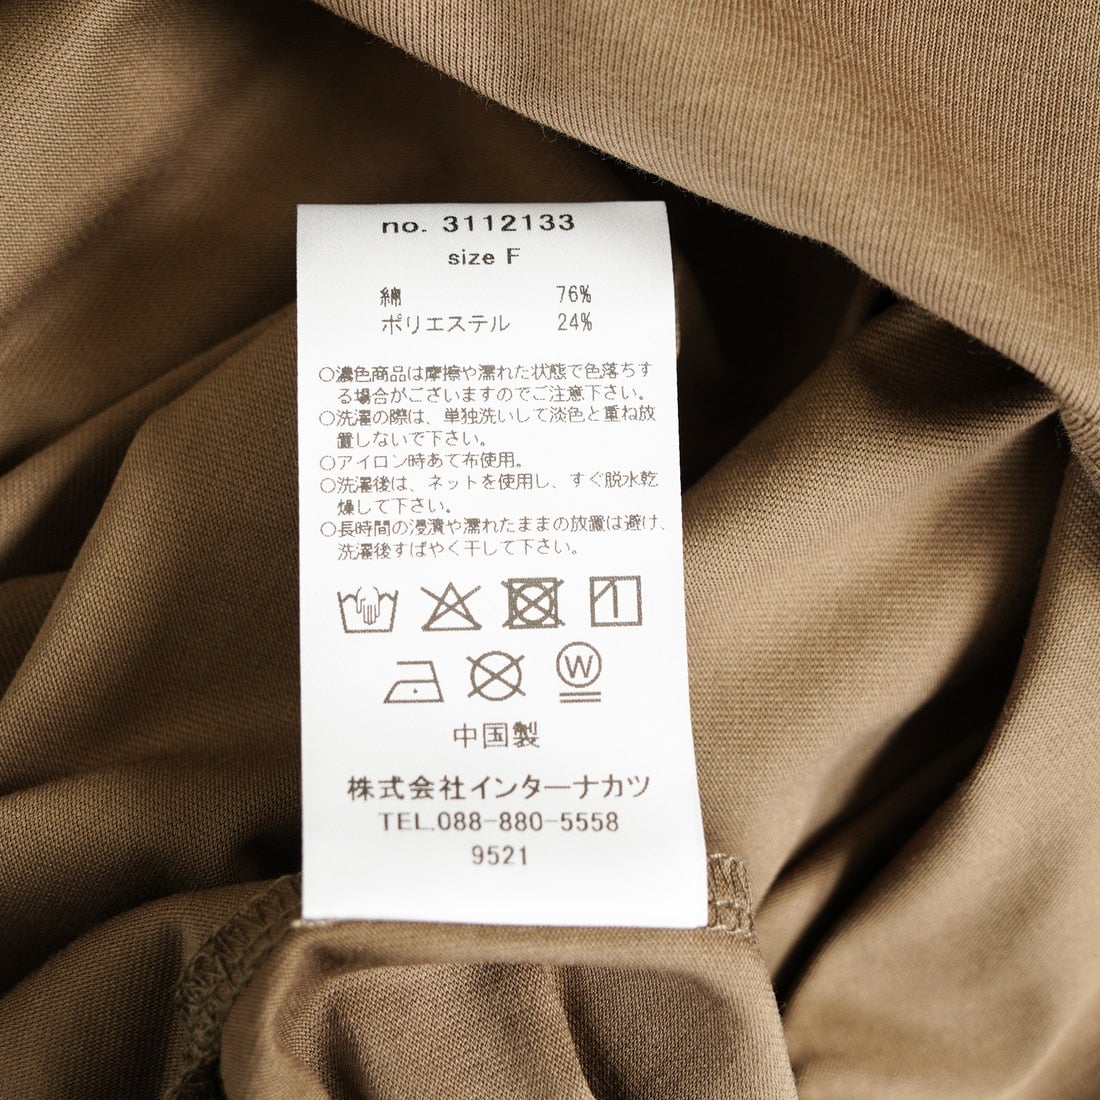 no. 3112133
size F
綿 76%
ポリエステル 24%
○濃色商品は摩擦や濡れた状態で色落ちす
る場合がございますのでご注意下さい。
○洗濯の際は、単独洗いして淡色と重ね放
置しないで下さい。
○アイロン時あて布使用。
○洗濯後は、ネットを使用し、すぐ脱水乾
燥して下さい。
○長時間の浸漬や濡れたままの放置は避け、
洗濯後すばやく干して下さい。
W
中国製
株式会社インターナカツ
TEL.088-880-5558
9521